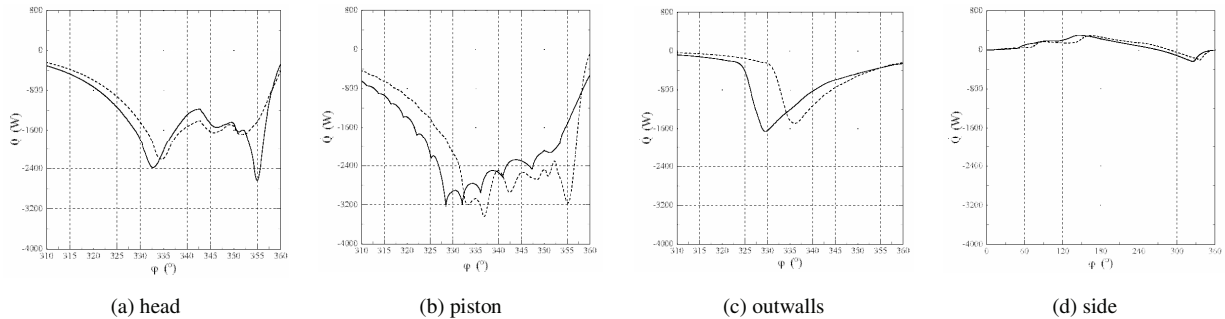 800 800 800 800
0 0 0 0
-800 -800 -800 -800
-1600 -1600 -1600 -1600
-2400 -2400 -2400 -2400
-3200 -3200 -3200 -3200
-4000 -4000 -4000 -4000
Q (W) Q (W) Q (W) Q (W)
310 315 320 325 330 335 340 345 350 355 360
310 315 320 325 330 335 340 345 350 355 360
310 315 320 325 330 335 340 345 350 355 360
0 60 120 180 240 300 360
φ (°) φ (°) φ (°) φ (°)
(a) head (b) piston (c) outwalls (d) side